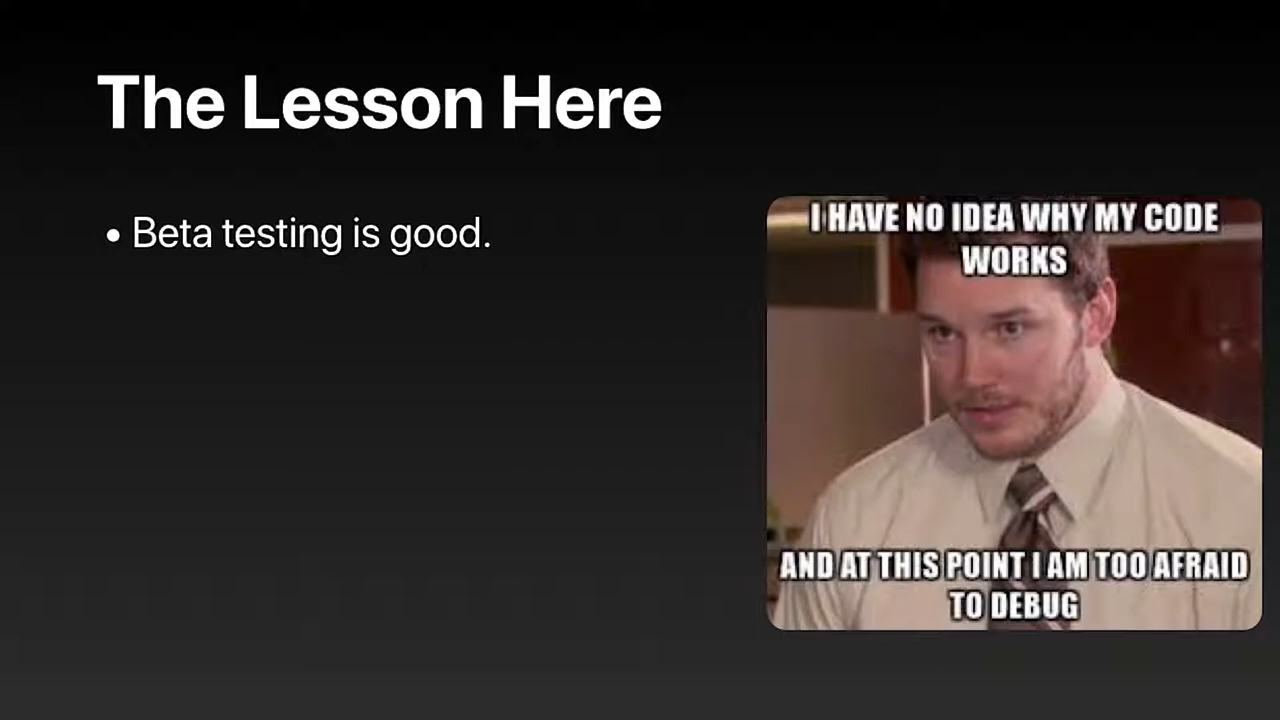 The Lesson Here
• Beta testing is good.
I HAVE NO IDEA WHY MY CODE
WORKS
AND AT THIS POINT I AM TOO AFRAID
TO DEBUG